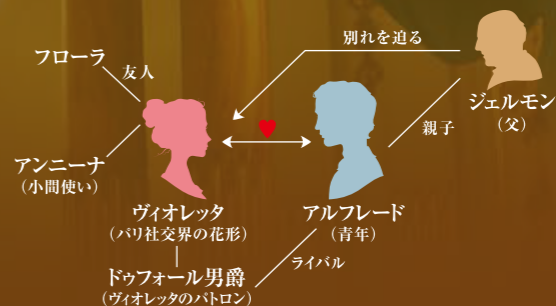 別れを迫る
フローラ
友人
ジェルモン
（父）
親子
アンニーナ
（小間使い）
ヴィオレッタ
（パリ社交界の花形）
アルフレード
（青年）
ライバル
ドゥフォール男爵
（ヴィオレッタのパトロン）